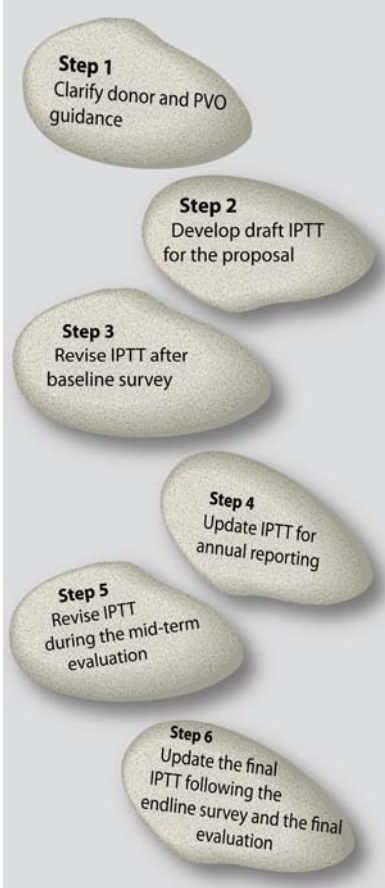 Step 1
Clarify donor and PVO
guidance
Step 2
Develop draft IPTT
for the proposal
Step 3
Revise IPTT after
baseline survey
Step 4
Update IPTT for
annual reporting
Step 5
Revise IPTT
during the mid-term
evaluation
Step 6
Update the final
IPTT following the
endline survey and the final
evaluation